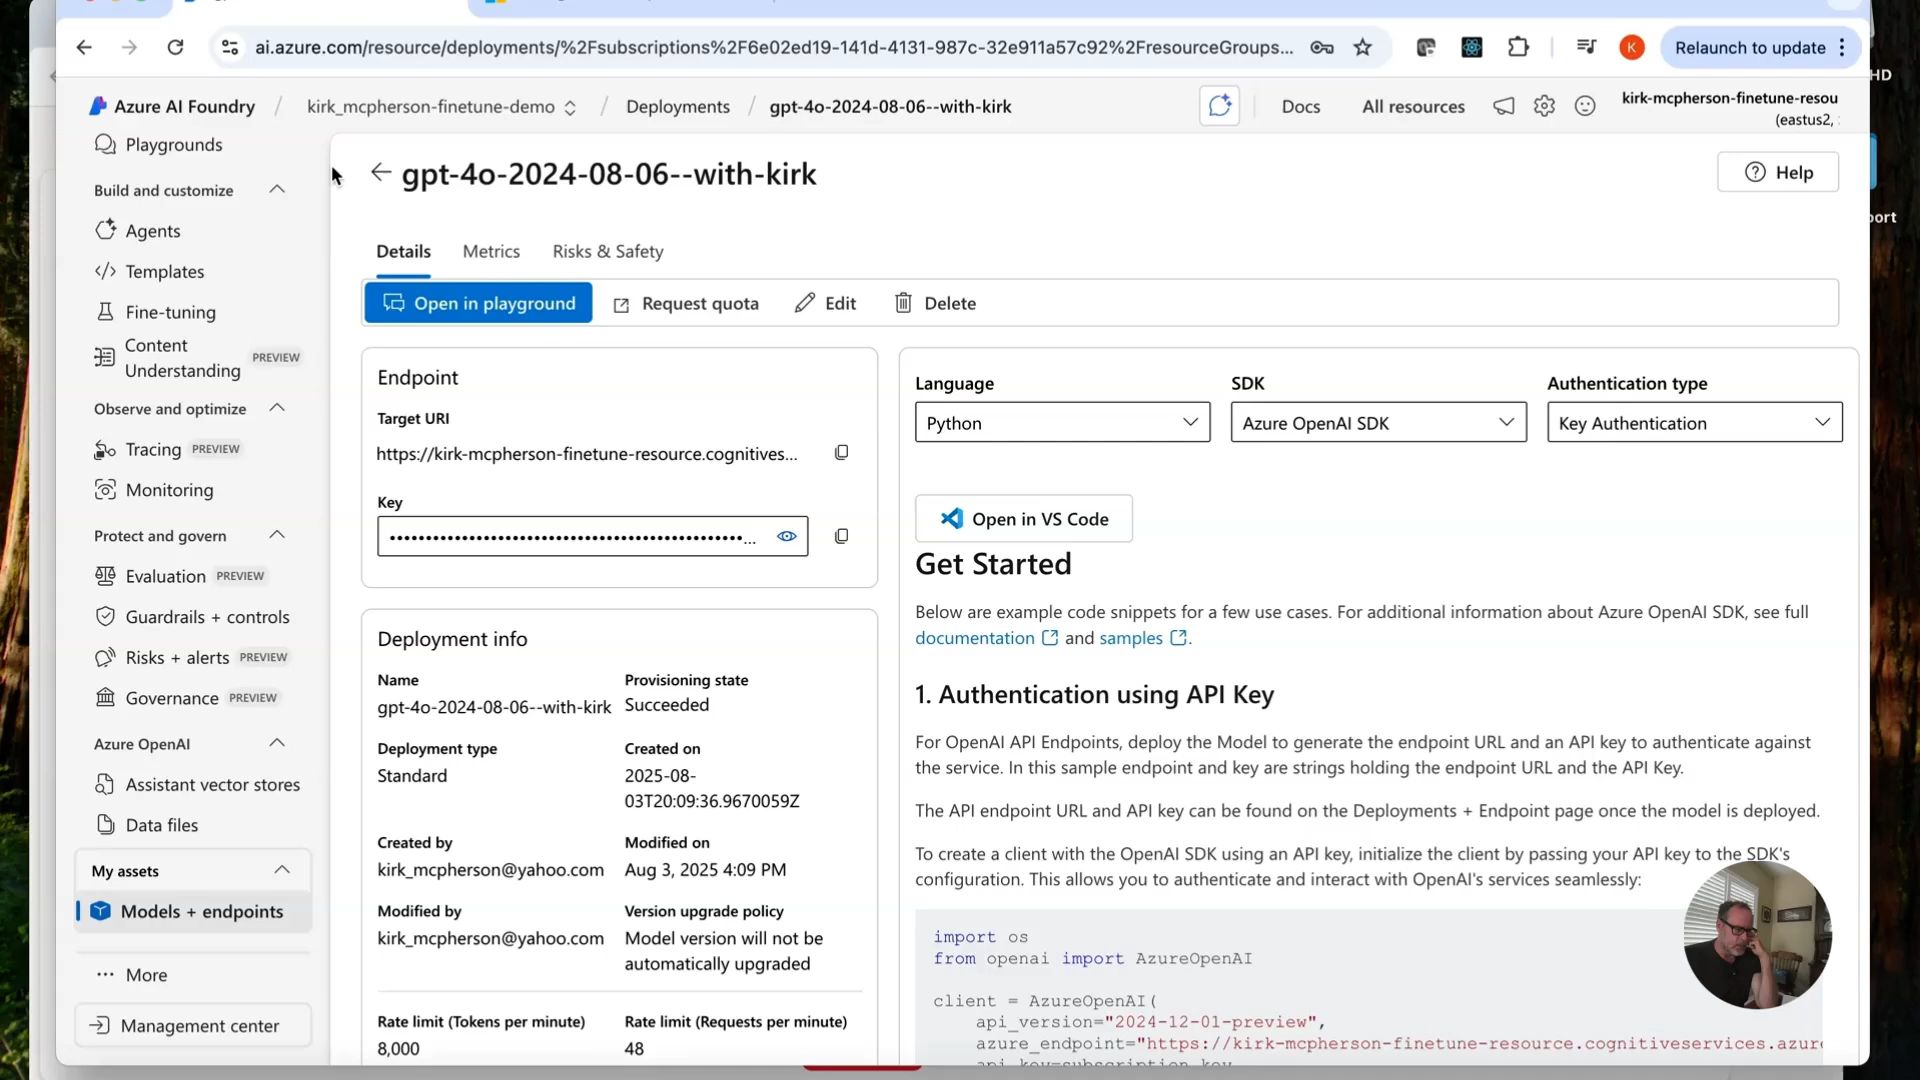 ai.azure.com/resource/deployments/%2Fsubscriptions%2F6e02ed19-141d-4131-987c-32e911a57c92%2FresourceGroups...
K
Relaunch to update
HD
Azure AI Foundry / kirk_mcpherson-finetune-demo / Deployments / gpt-4o-2024-08-06--with-kirk
Docs
All resources
kirk-mcpherson-finetune-resou
(eastus2,
Playgrounds
Build and customize
Agents
Templates
Fine-tuning
Content
Understanding PREVIEW
Observe and optimize
Tracing PREVIEW
Monitoring
Protect and govern
Evaluation PREVIEW
Guardrails + controls
Risks + alerts PREVIEW
Governance PREVIEW
Azure OpenAI
Assistant vector stores
Data files
My assets
Models + endpoints
··· More
Management center
gpt-4o-2024-08-06--with-kirk
Help
port
Details
Metrics
Risks & Safety
Open in playground
Request quota
Edit
Delete
Endpoint
Target URI
https://kirk-mcpherson-finetune-resource.cognitives...
Key
••••••••••••••••••••••••••••••••••••••••••••••••••...
Deployment info
Name
gpt-4o-2024-08-06--with-kirk
Provisioning state
Succeeded
Deployment type
Standard
Created on
2025-08-
03T20:09:36.9670059Z
Created by
kirk_mcpherson@yahoo.com
Modified on
Aug 3, 2025 4:09 PM
Modified by
kirk_mcpherson@yahoo.com
Version upgrade policy
Model version will not be
automatically upgraded
Rate limit (Tokens per minute)
8,000
Rate limit (Requests per minute)
48
Language
Python
SDK
Azure OpenAI SDK
Authentication type
Key Authentication
Open in VS Code
Get Started
Below are example code snippets for a few use cases. For additional information about Azure OpenAI SDK, see full
documentation and samples .
1. Authentication using API Key
For OpenAI API Endpoints, deploy the Model to generate the endpoint URL and an API key to authenticate against
the service. In this sample endpoint and key are strings holding the endpoint URL and the API Key.
The API endpoint URL and API key can be found on the Deployments + Endpoint page once the model is deployed.
To create a client with the OpenAI SDK using an API key, initialize the client by passing your API key to the SDK's
configuration. This allows you to authenticate and interact with OpenAI's services seamlessly:
import os
from openai import AzureOpenAI
client = AzureOpenAI(
api_version="2024-12-01-preview",
azure_endpoint="https://kirk-mcpherson-finetune-resource.cognitiveservices.azure
api_key=subscription_key